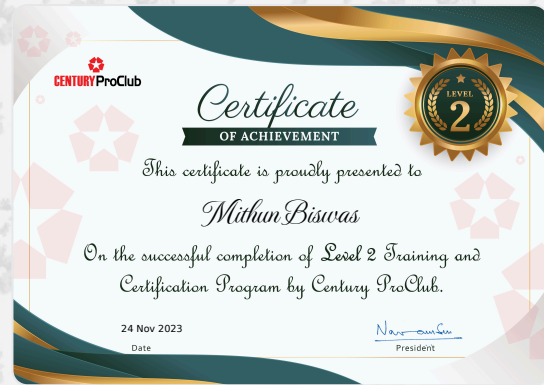 CENTURY ProClub
LEVEL
2
Certificate
OF ACHIEVEMENT
This certificate is proudly presented to
Mithun Biswas
On the successful completion of Level 2 Training and
Certification Program by Century ProClub.
24 Nov 2023
Date
President